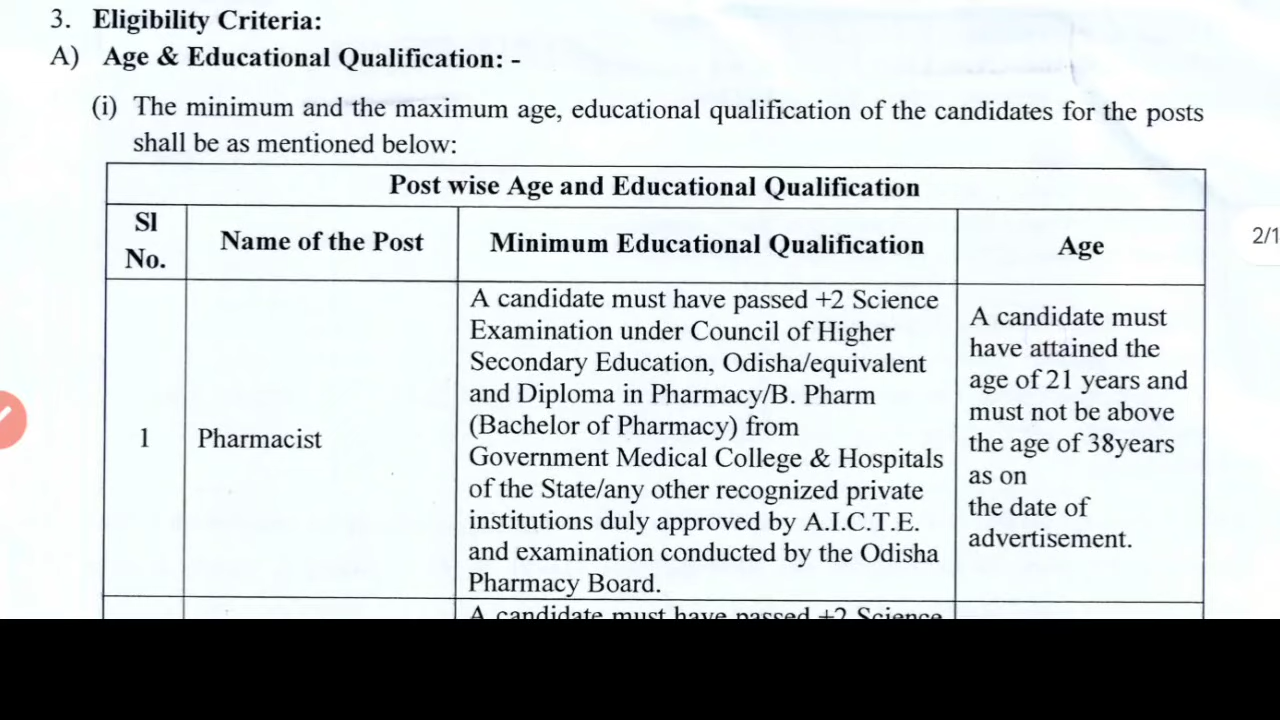 3. Eligibility Criteria:
A) Age & Educational Qualification: -
(i) The minimum and the maximum age, educational qualification of the candidates for the posts
shall be as mentioned below:
Post wise Age and Educational Qualification
Sl
No.
Name of the Post
Minimum Educational Qualification
Age
1
Pharmacist
A candidate must have passed +2 Science
Examination under Council of Higher
Secondary Education, Odisha/equivalent
and Diploma in Pharmacy/B. Pharm
(Bachelor of Pharmacy) from
Government Medical College & Hospitals
of the State/any other recognized private
institutions duly approved by A.I.C.T.E.
and examination conducted by the Odisha
Pharmacy Board.
A candidate must
have attained the
age of 21 years and
must not be above
the age of 38years
as on
the date of
advertisement.
A candidate must have passed +2 Science
2/1